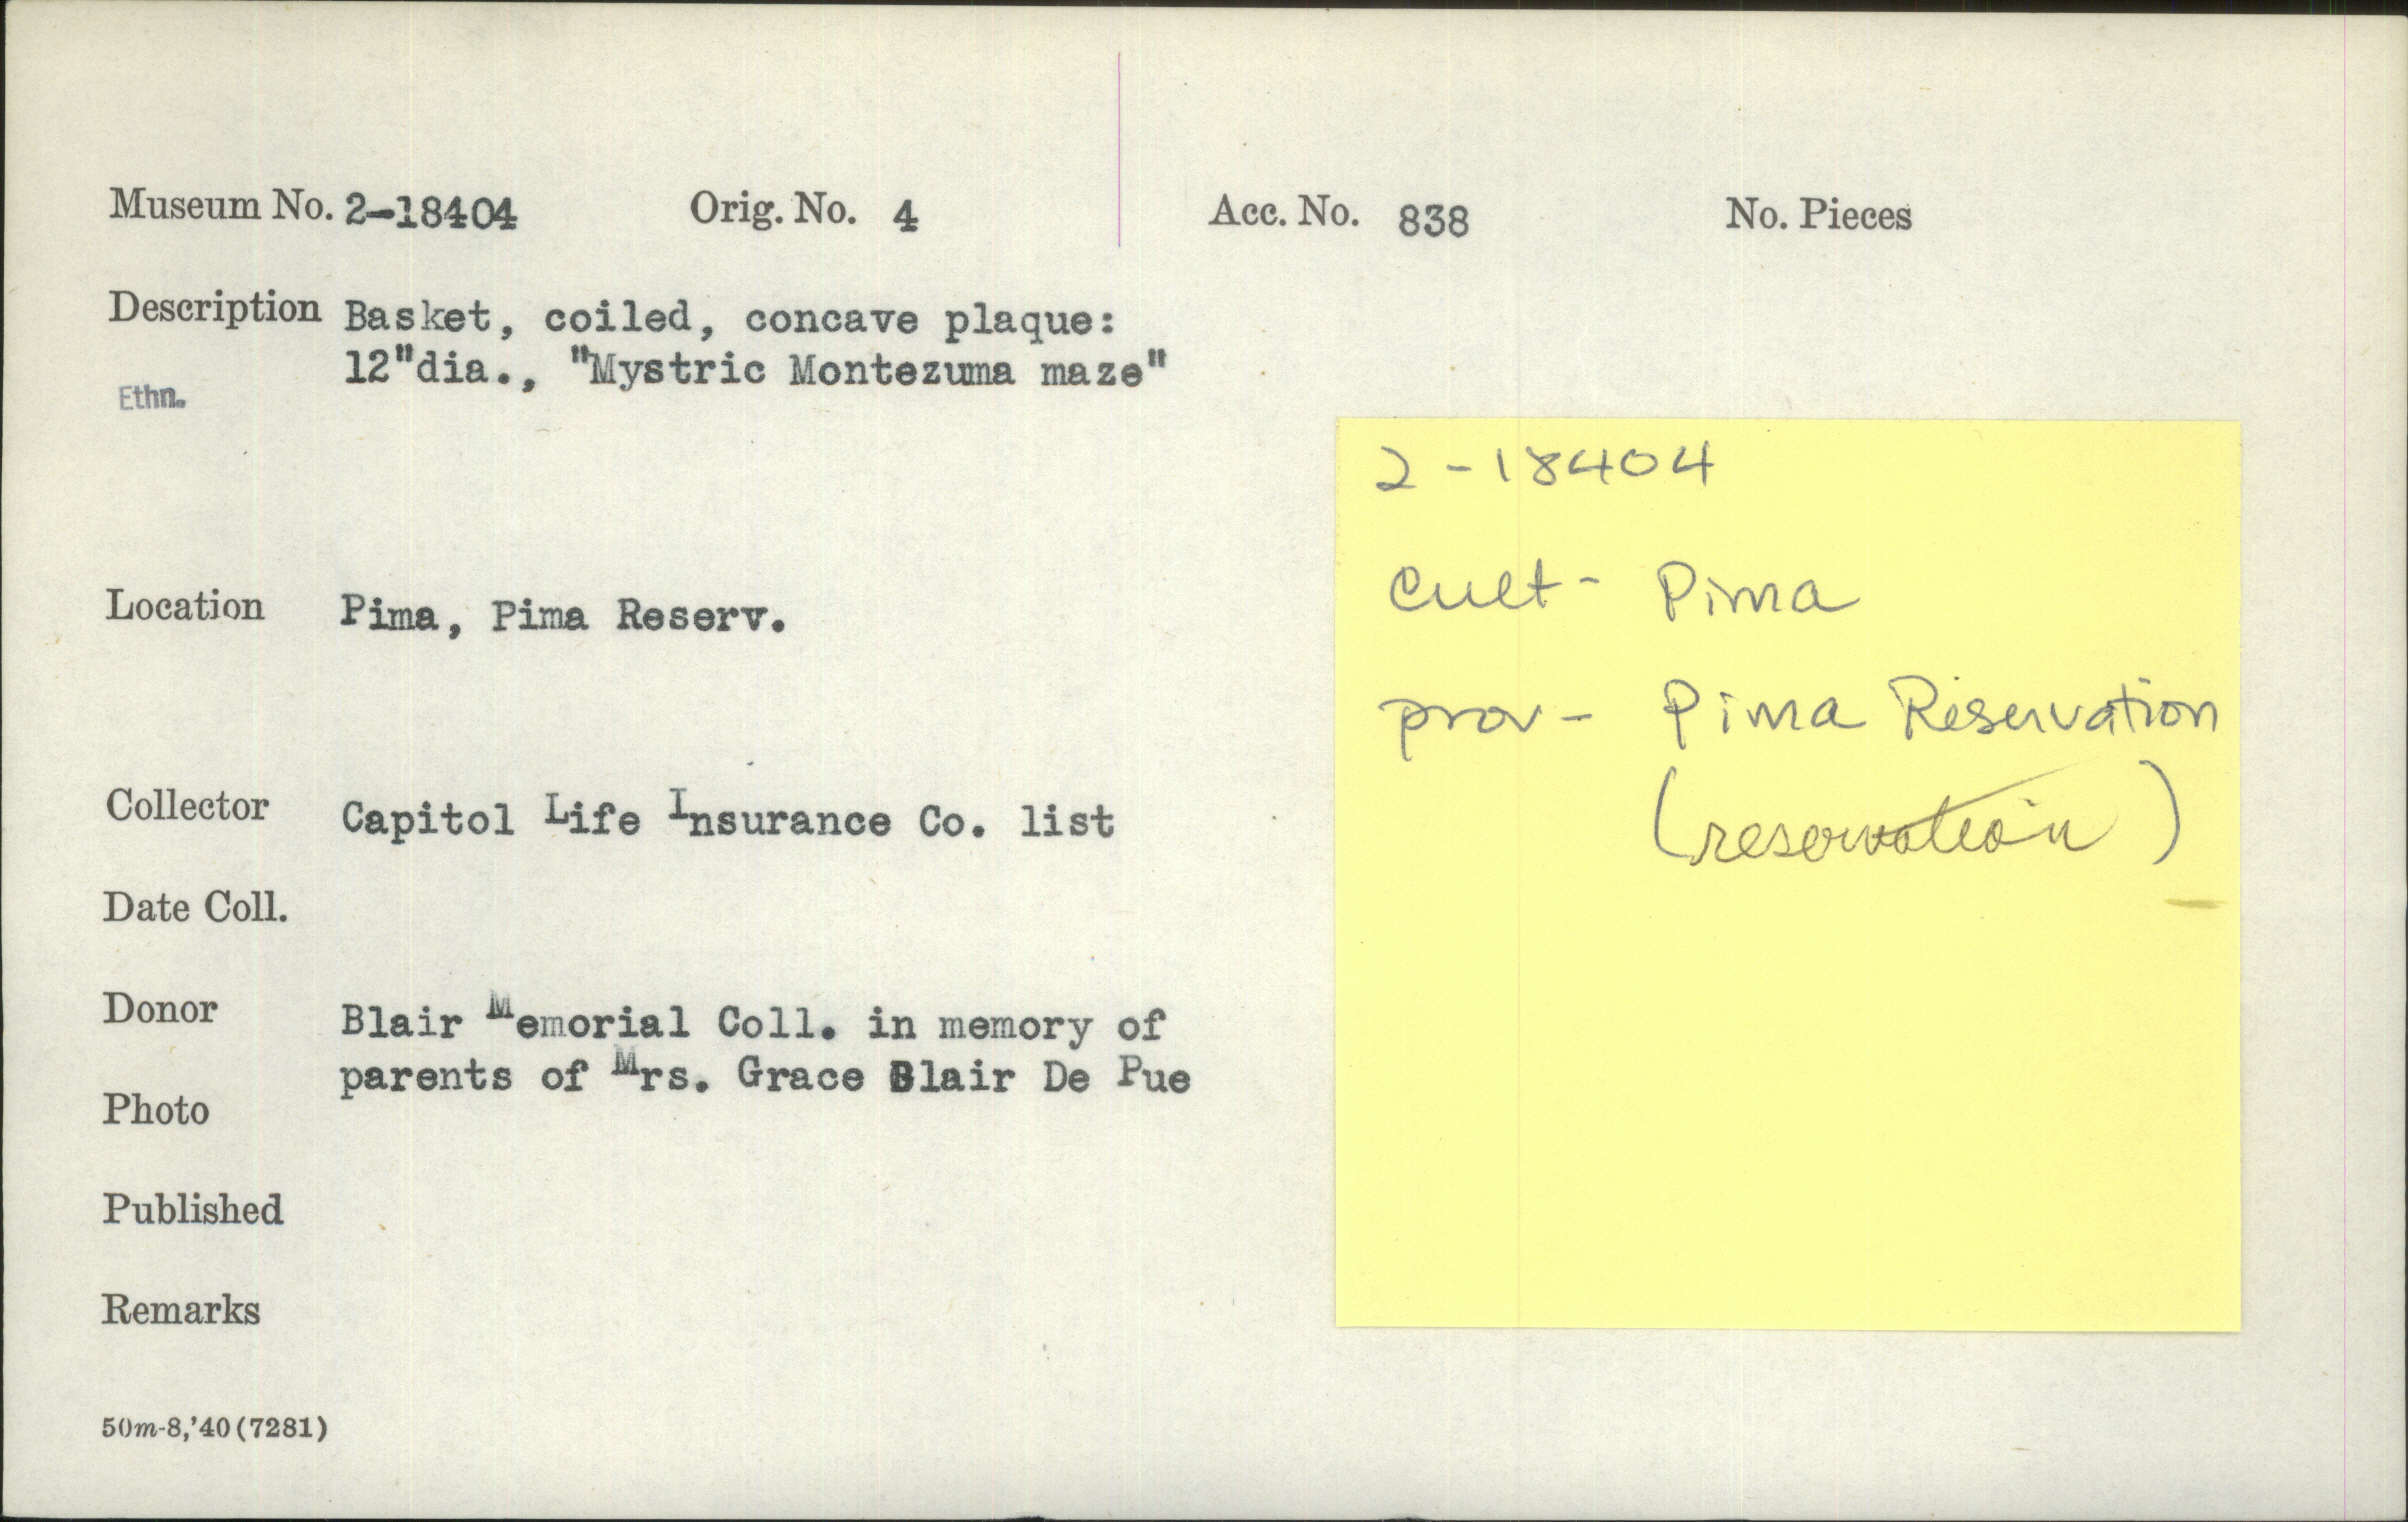 Museum No. 2-18404 Orig. No. 4 Acc. No. 838 No. Pieces
Description Basket, coiled, concave plaque:
12"dia., "Mystric Montezuma maze"
Ethn.
2-18404
cult- Pima
prov- Pima Reservation
(reservation)
Location Pima, Pima Reserv.
Collector Capitol Life Insurance Co. list
Date Coll.
Donor Blair Memorial Coll. in memory of
parents of Mrs. Grace Blair De Pue
Photo
Published
Remarks
50m-8,'40(7281)